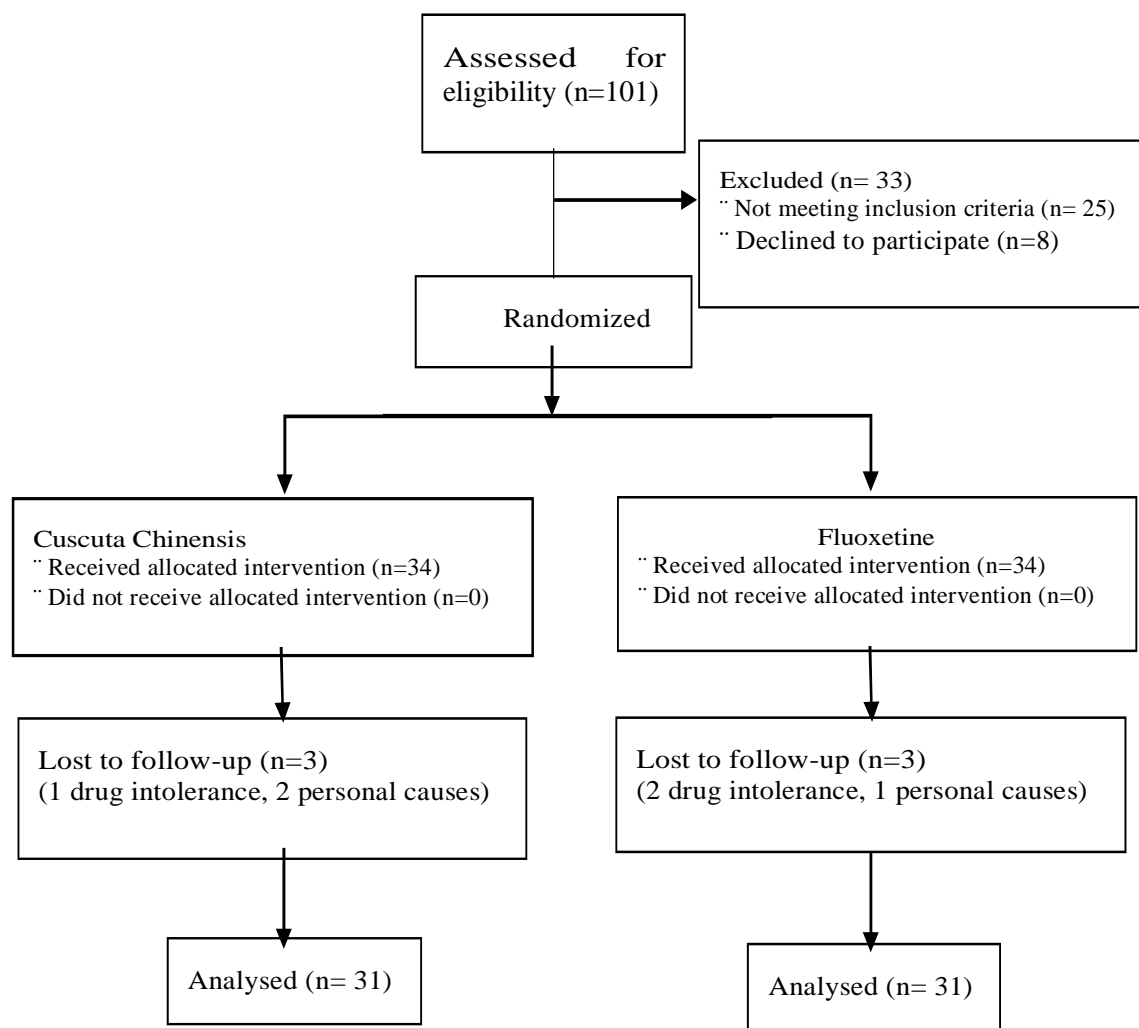 Assessed for
eligibility (n=101)
Excluded (n= 33)
¨ Not meeting inclusion criteria (n= 25)
¨ Declined to participate (n=8)
Randomized
Cuscuta Chinensis
¨ Received allocated intervention (n=34)
¨ Did not receive allocated intervention (n=0)
Fluoxetine
¨ Received allocated intervention (n=34)
¨ Did not receive allocated intervention (n=0)
Lost to follow-up (n=3)
(1 drug intolerance, 2 personal causes)
Lost to follow-up (n=3)
(2 drug intolerance, 1 personal causes)
Analysed (n= 31)
Analysed (n= 31)